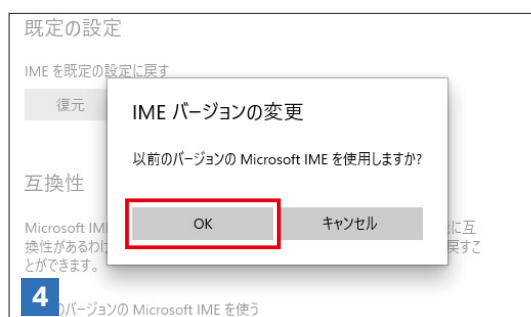 既定の設定
IME を既定の設定に戻す
復元
IME バージョンの変更
以前のバージョンの Microsoft IME を使用しますか?
OK
キャンセル
互換性
Microsoft IM
に互
換性があるわけ
戻すこ
とができます。
4
のバージョンの Microsoft IME を使う